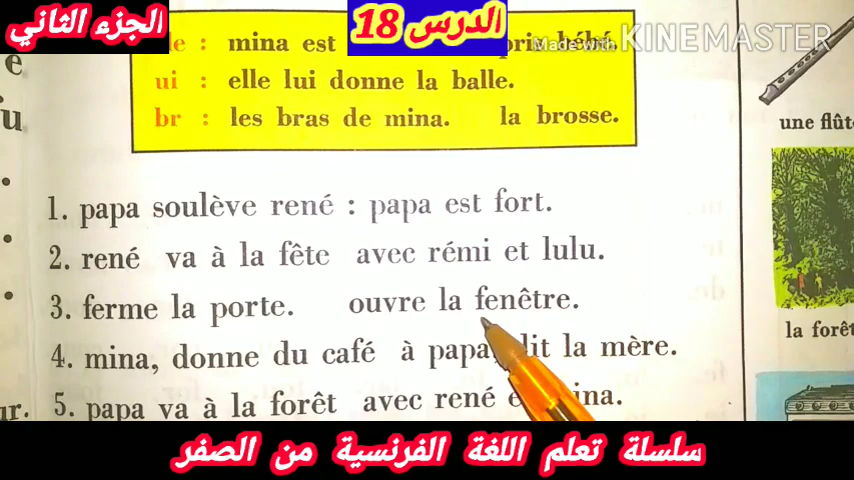 الجزء الثاني
الدرس 18
Made with KINEMASTER
mina est pris bébé.
ui : elle lui donne la balle.
br : les bras de mina. la brosse.
1. papa soulève rené : papa est fort.
2. rené va à la fête avec rémi et lulu.
3. ferme la porte. ouvre la fenêtre.
4. mina, donne du café à papa, dit la mère.
5. papa va à la forêt avec rené
une flût
la forêt
سلسلة تعلم اللغة الفرنسية من الصفر